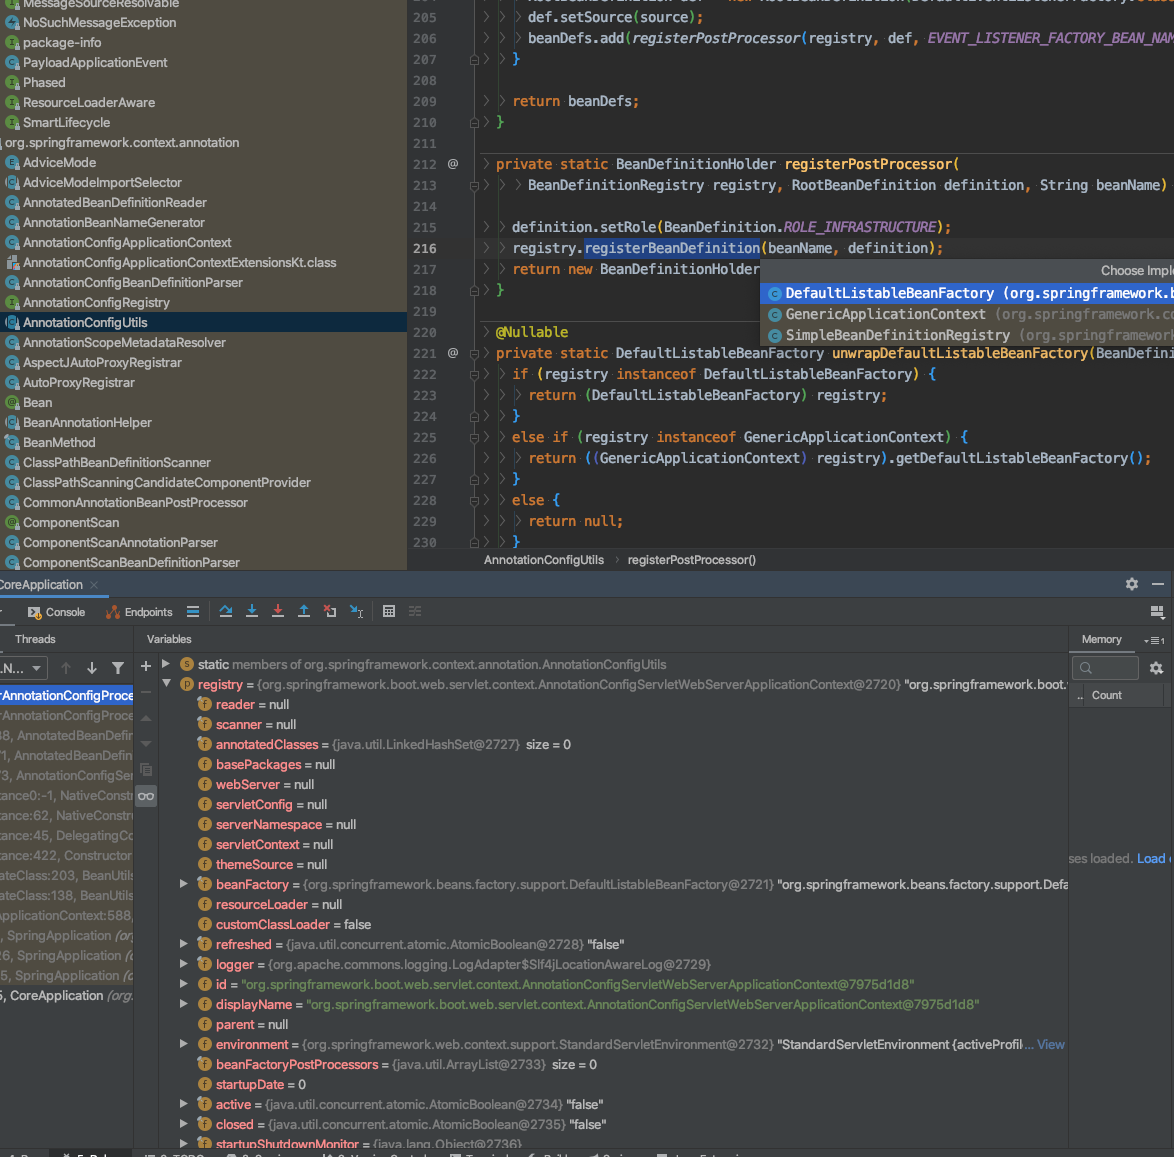 MessageSourceResolvable
NoSuchMessageException
package-info
PayloadApplicationEvent
Phased
ResourceLoaderAware
SmartLifecycle
org.springframework.context.annotation
AdviceMode
AdviceModeImportSelector
AnnotatedBeanDefinitionReader
AnnotationBeanNameGenerator
AnnotationConfigApplicationContext
AnnotationConfigApplicationContextExtensionsKt.class
AnnotationConfigBeanDefinitionParser
AnnotationConfigRegistry
AnnotationConfigUtils
AnnotationScopeMetadataResolver
AspectJAutoProxyRegistrar
AutoProxyRegistrar
Bean
BeanAnnotationHelper
BeanMethod
ClassPathBeanDefinitionScanner
ClassPathScanningCandidateComponentProvider
CommonAnnotationBeanPostProcessor
ComponentScan
ComponentScanAnnotationParser
ComponentScanBeanDefinitionParser
205 def.setSource(source);
206 beanDefs.add(registerPostProcessor(registry, def, EVENT_LISTENER_FACTORY_BEAN_NAM
207 }
208
209 return beanDefs;
210 }
211
212 @ private static BeanDefinitionHolder registerPostProcessor(
213 BeanDefinitionRegistry registry, RootBeanDefinition definition, String beanName)
214
215 definition.setRole(BeanDefinition.ROLE_INFRASTRUCTURE);
216 registry.registerBeanDefinition(beanName, definition);
217 return new BeanDefinitionHolder
218 }
219
220 @Nullable
221 @ private static DefaultListableBeanFactory unwrapDefaultListableBeanFactory(BeanDefini
222 if (registry instanceof DefaultListableBeanFactory) {
223 return (DefaultListableBeanFactory) registry;
224 }
225 else if (registry instanceof GenericApplicationContext) {
226 return ((GenericApplicationContext) registry).getDefaultListableBeanFactory();
227 }
228 else {
229 return null;
230 }
Choose Imple
DefaultListableBeanFactory (org.springframework.b
GenericApplicationContext (org.springframework.co
SimpleBeanDefinitionRegistry (org.springframework
AnnotationConfigUtils › registerPostProcessor()
CoreApplication ×
Console Endpoints
Threads
..N...
rAnnotationConfigProce
rAnnotationConfigProce
38, AnnotatedBeanDefin
71, AnnotatedBeanDefin
73, AnnotationConfigSer
tance0:-1, NativeConstr
tance:62, NativeConstru
tance:45, DelegatingCo
tance:422, Constructor
ateClass:203, BeanUtils
ateClass:138, BeanUtils
ApplicationContext:588,
, SpringApplication (or
26, SpringApplication (o
5, SpringApplication (o
5, CoreApplication (org.
Variables
static members of org.springframework.context.annotation.AnnotationConfigUtils
registry = {org.springframework.boot.web.servlet.context.AnnotationConfigServletWebServerApplicationContext@2720} "org.springframework.boot.
reader = null
scanner = null
annotatedClasses = {java.util.LinkedHashSet@2727} size = 0
basePackages = null
webServer = null
servletConfig = null
serverNamespace = null
servletContext = null
themeSource = null
beanFactory = {org.springframework.beans.factory.support.DefaultListableBeanFactory@2721} "org.springframework.beans.factory.support.Defa
resourceLoader = null
customClassLoader = false
refreshed = {java.util.concurrent.atomic.AtomicBoolean@2728} "false"
logger = {org.apache.commons.logging.LogAdapter$Slf4jLocationAwareLog@2729}
id = "org.springframework.boot.web.servlet.context.AnnotationConfigServletWebServerApplicationContext@7975d1d8"
displayName = "org.springframework.boot.web.servlet.context.AnnotationConfigServletWebServerApplicationContext@7975d1d8"
parent = null
environment = {org.springframework.web.context.support.StandardServletEnvironment@2732} "StandardServletEnvironment {activeProfil... View
beanFactoryPostProcessors = {java.util.ArrayList@2733} size = 0
startupDate = 0
active = {java.util.concurrent.atomic.AtomicBoolean@2734} "false"
closed = {java.util.concurrent.atomic.AtomicBoolean@2735} "false"
startupShutdownMonitor = {java.lang.Object@2736}
Memory
.. Count
ses loaded. Load